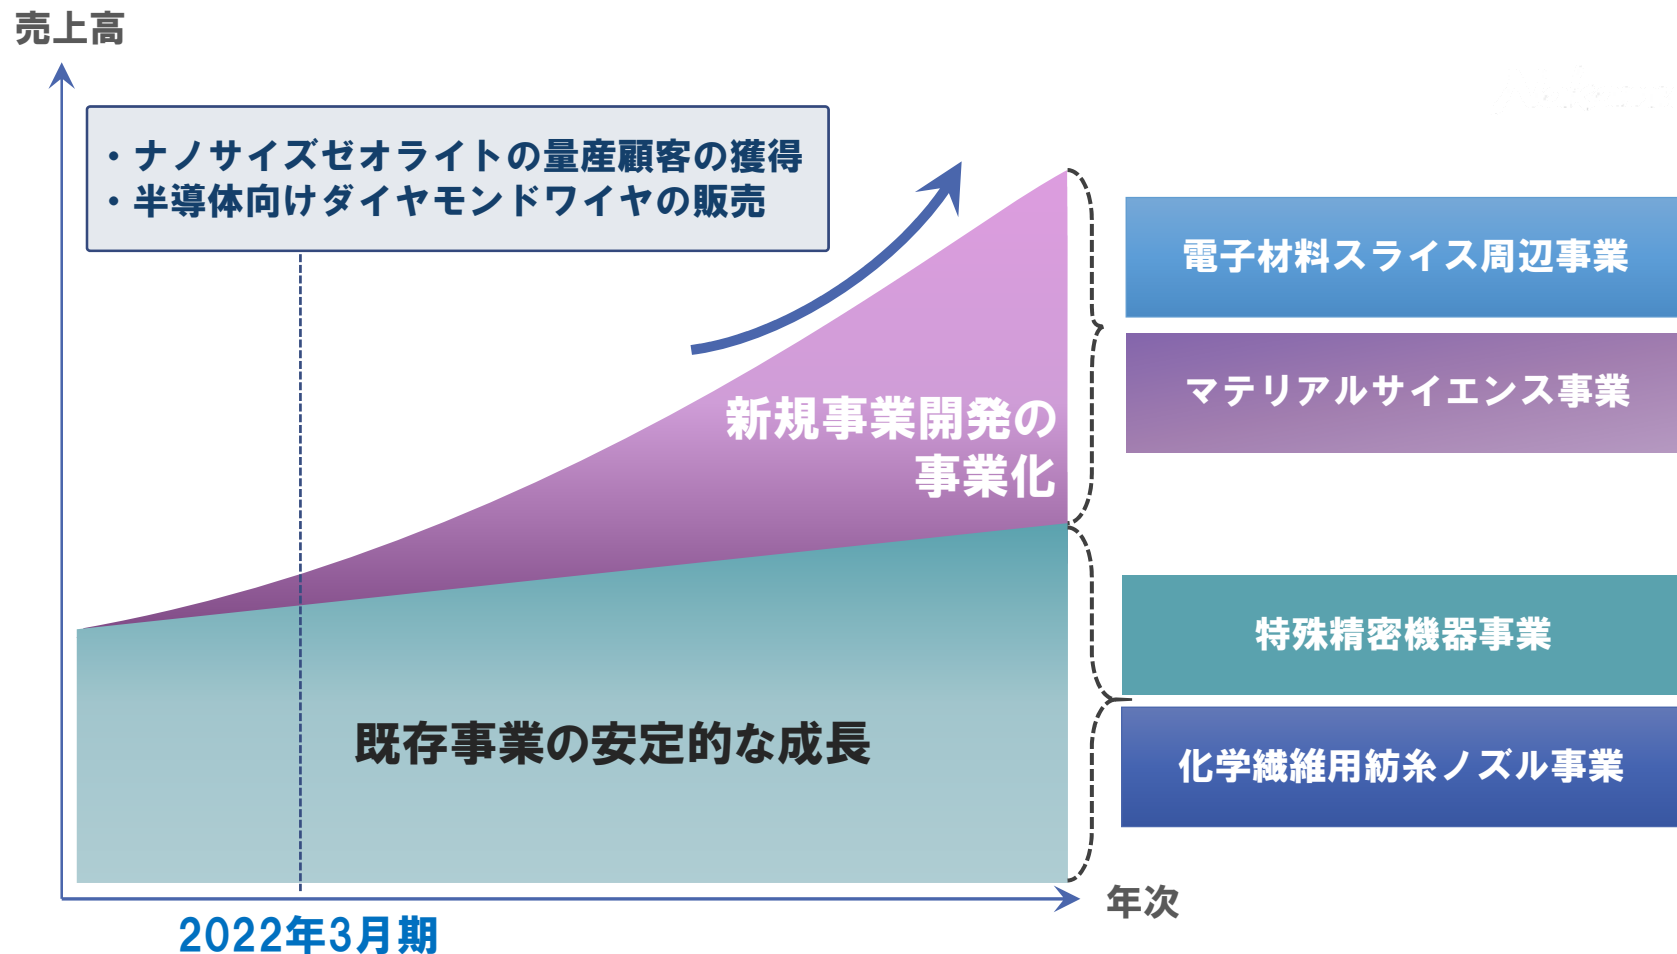 売上高
・ナノサイズゼオライトの量産顧客の獲得
・半導体向けダイヤモンドワイヤの販売
電子材料スライス周辺事業
マテリアルサイエンス事業
新規事業開発の
事業化
特殊精密機器事業
既存事業の安定的な成長
化学繊維用紡糸ノズル事業
年次
2022年3月期